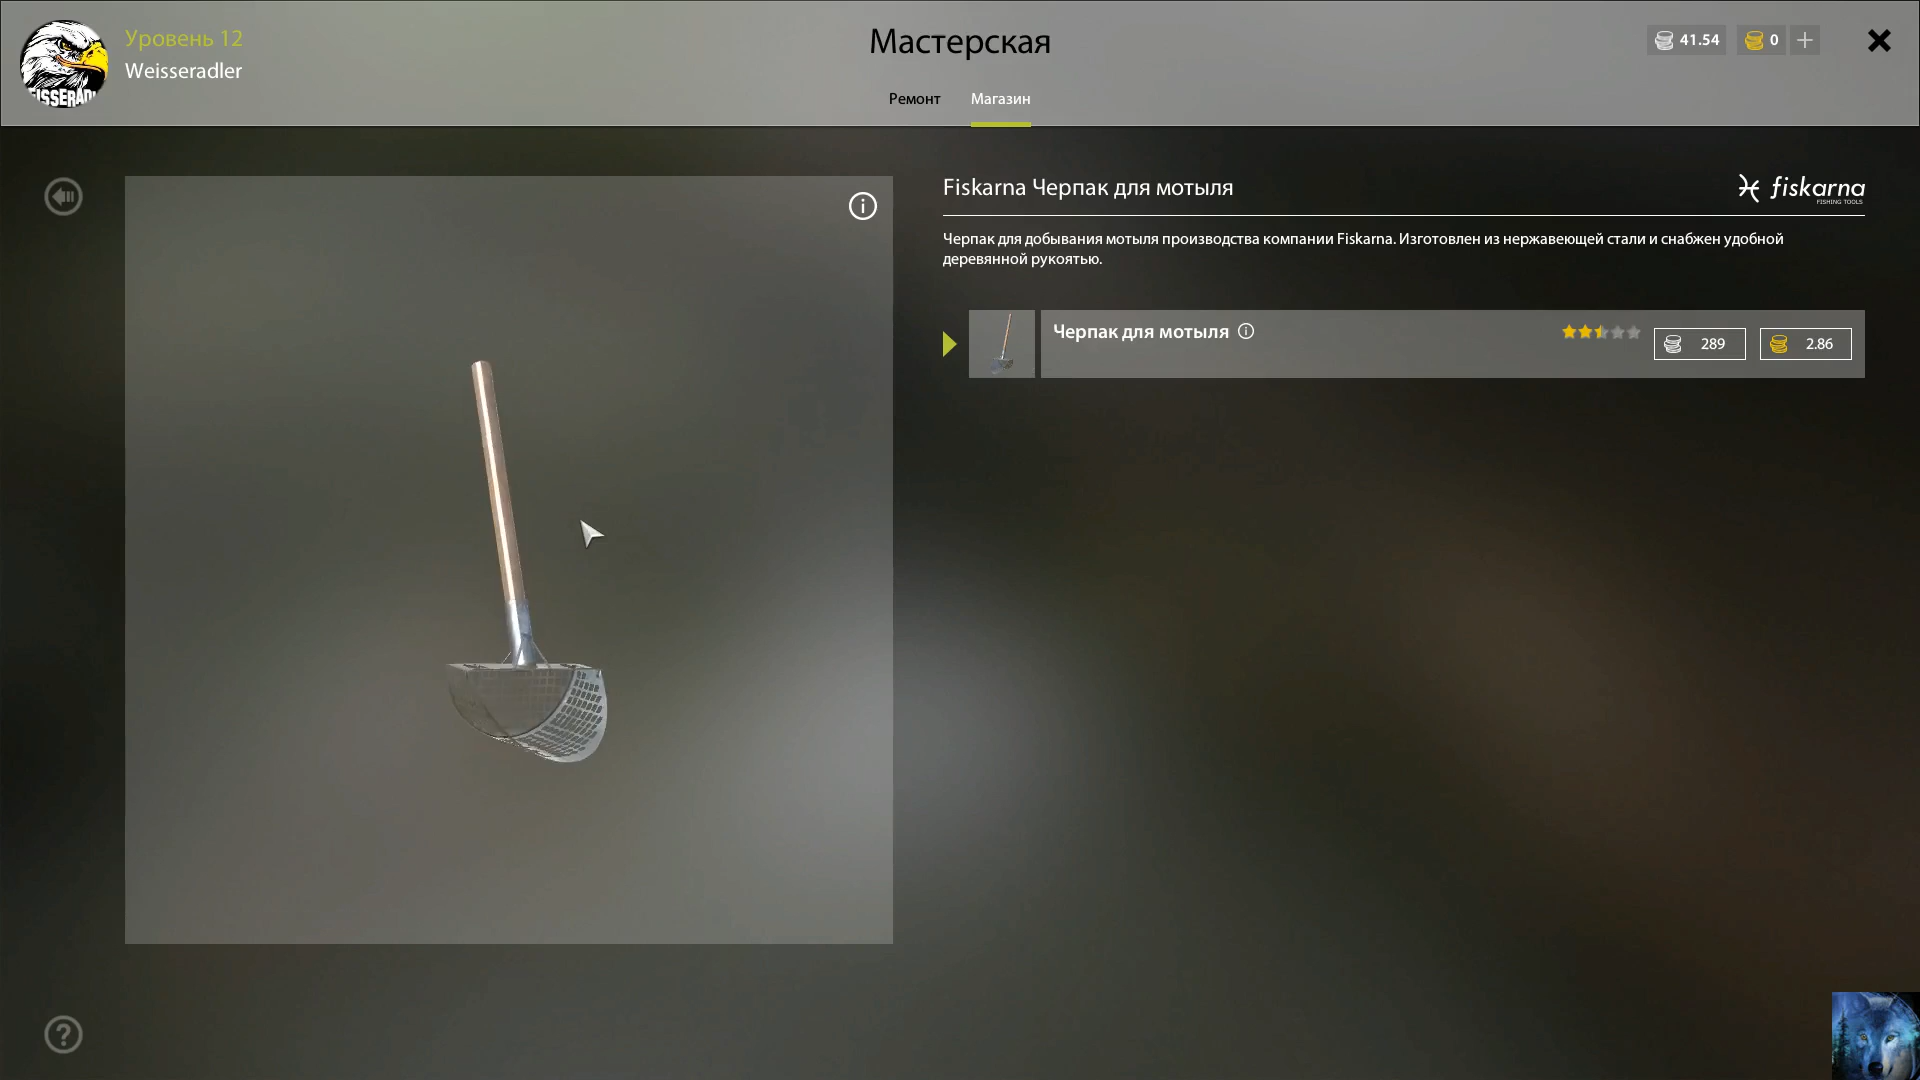 Уровень 12
Weisseradler
Мастерская
41.54
0
Ремонт
Магазин
Fiskarna Черпак для мотыля
fiskarna
FISHING TOOLS
Черпак для добывания мотыля производства компании Fiskarna. Изготовлен из нержавеющей стали и снабжен удобной
деревянной рукоятью.
Черпак для мотыля
289
2.86